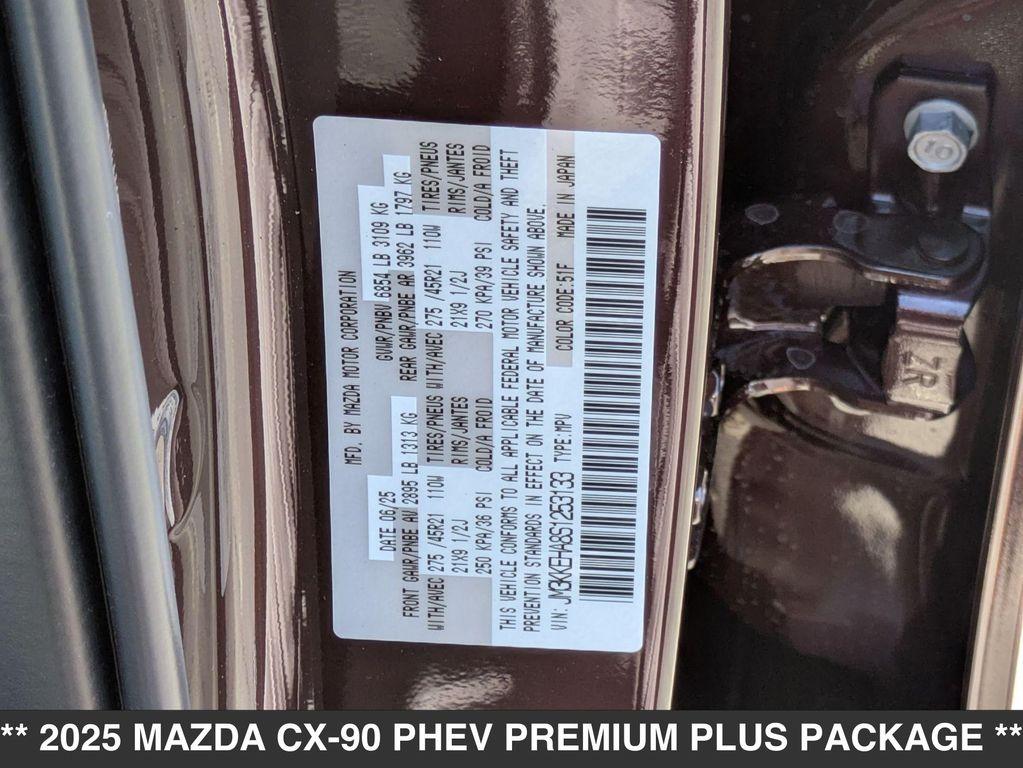 MFD. BY MAZDA MOTOR CORPORATION
DATE 06/25 GVWR/PNBV 6854 LB 3109 KG
FRONT GAWR/PNBE AV 2895 LB 1313 KG REAR GAWR/PNBE AR 3962 LB 1797 KG
WITH/AVEC 275 /45R21 110W TIRES/PNEUS WITH/AVEC 275 /45R21 110W TIRES/PNEUS
21X9 1/2J RIMS/JANTES 21X9 1/2J RIMS/JANTES
250 KPA/36 PSI COLD/A FROID 270 KPA/39 PSI COLD/A FROID
THIS VEHICLE CONFORMS TO ALL APPLICABLE FEDERAL MOTOR VEHICLE SAFETY AND THEFT
PREVENTION STANDARDS IN EFFECT ON THE DATE OF MANUFACTURE SHOWN ABOVE.
VIN: JM3KKEHA8S1253133 TYPE:MPV COLOR CODE:51F MADE IN JAPAN
10
7R
** 2025 MAZDA CX-90 PHEV PREMIUM PLUS PACKAGE **